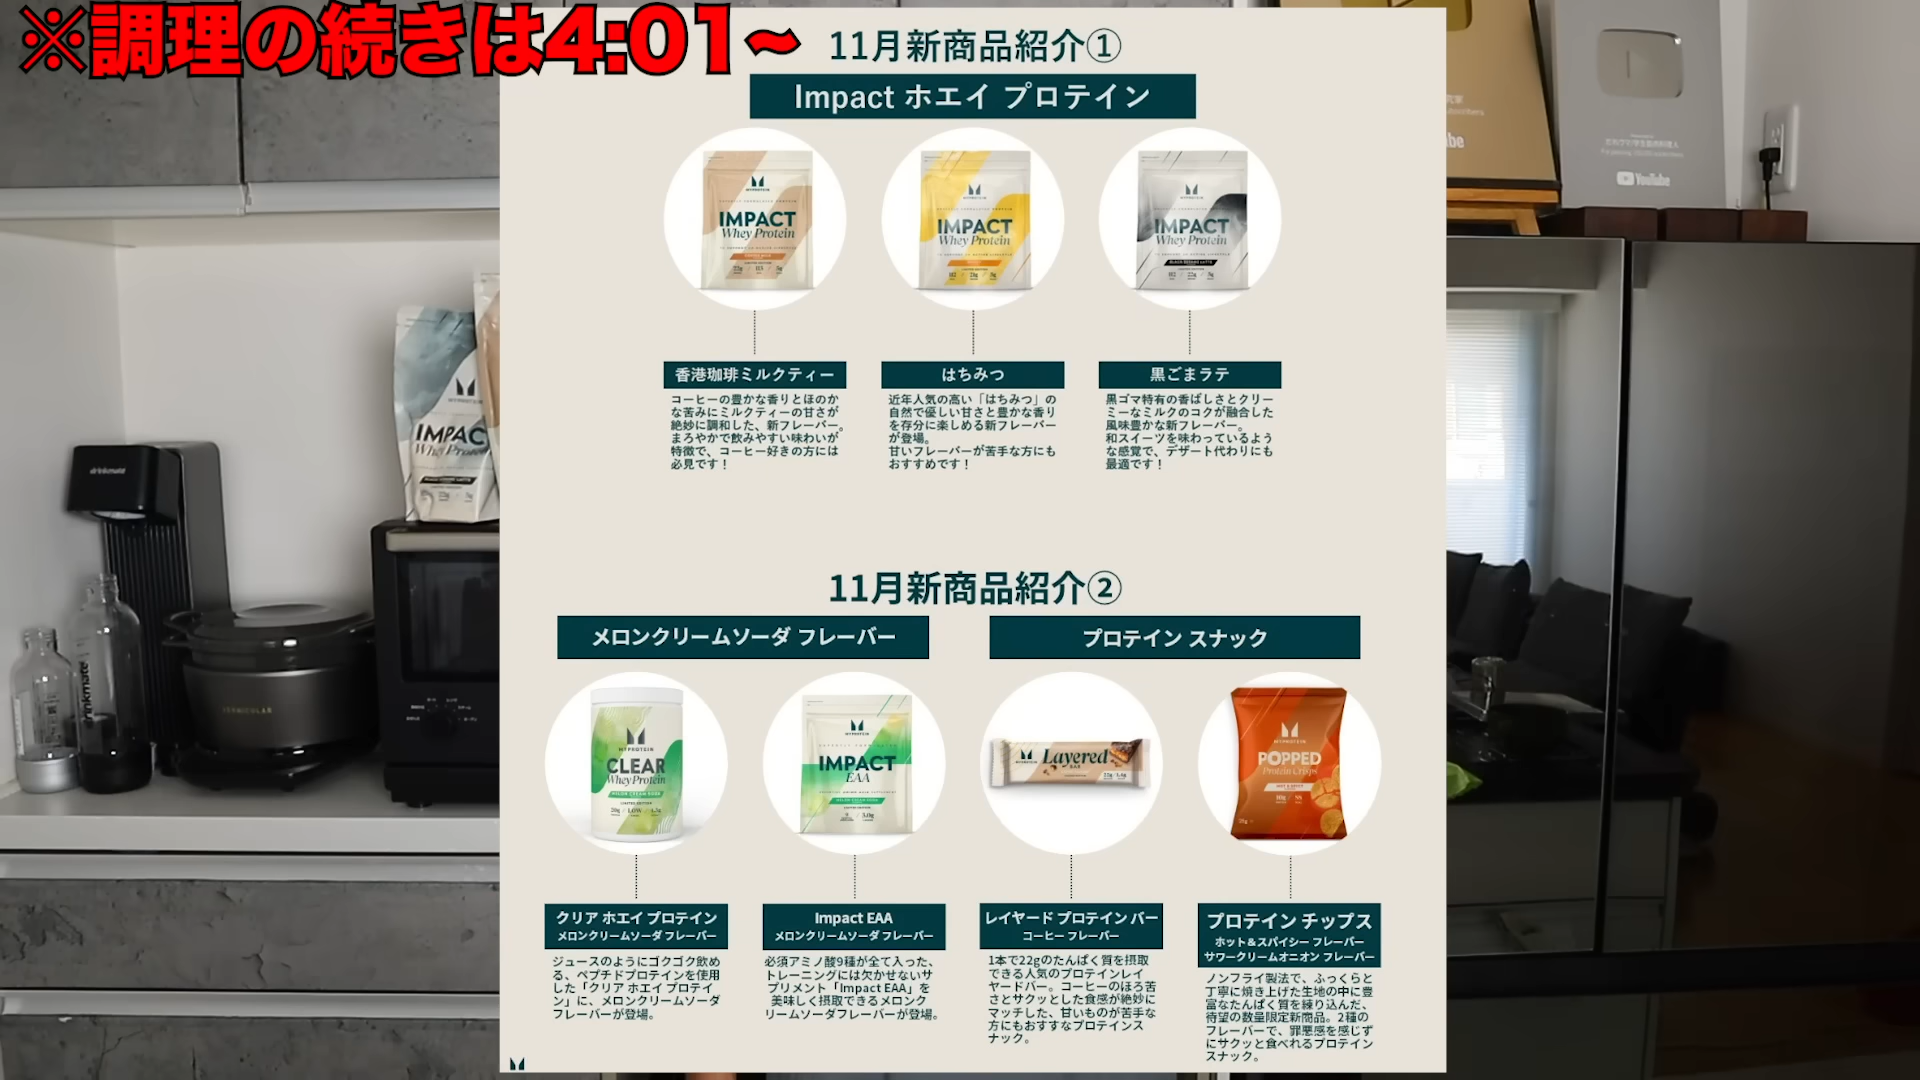 ※調理の続きは4:01〜
11月新商品紹介①
Impact ホエイ プロテイン
MYPROTEIN
IMPACT
Whey Protein
MYPROTEIN
IMPACT
Whey Protein
MYPROTEIN
IMPACT
Whey Protein
BLACK SESAME LATTE
香港珈琲ミルクティー
コーヒーの豊かな香りとほのか
な苦みにミルクティーの甘さが
絶妙に調和した、新フレーバー。
まろやかで飲みやすい味わいが
特徴で、コーヒー好きの方には
必見です！
はちみつ
近年人気の高い「はちみつ」の
自然で優しい甘さと豊かな香り
を存分に楽しめる新フレーバー
が登場。
甘いフレーバーが苦手な方にも
おすすめです！
黒ごまラテ
黒ゴマ特有の香ばしさとクリー
ミーなミルクのコクが融合した
風味豊かな新フレーバー。
和スイーツを味わっているよう
な感覚で、デザート代わりにも
最適です！
11月新商品紹介②
メロンクリームソーダ フレーバー
プロテイン スナック
MYPROTEIN
CLEAR
Whey Protein
MELON CREAM SODA
MYPROTEIN
IMPACT
EAA
MELON CREAM SODA
Layered
BAR
MYPROTEIN
POPPED
Protein Crisps
クリア ホエイ プロテイン
メロンクリームソーダ フレーバー
ジュースのようにゴクゴク飲め
る、ペプチドプロテインを使用
した「クリア ホエイ プロテイ
ン」に、メロンクリームソーダ
フレーバーが登場。
Impact EAA
メロンクリームソーダ フレーバー
必須アミノ酸9種が全て入った、
トレーニングには欠かせないサ
プリメント「Impact EAA」を
美味しく摂取できるメロンク
リームソーダフレーバーが登場。
レイヤード プロテイン バー
コーヒー フレーバー
1本で22gのたんぱく質を摂取
できる人気のプロテインレイ
ヤードバー。コーヒーのほろ苦
さとサクッとした食感が絶妙に
マッチした、甘いものが苦手な
方にもおすすなプロテインス
ナック。
プロテイン チップス
ホット＆スパイシー フレーバー
サワークリームオニオン フレーバー
ノンフライ製法で、ふっくらと
丁寧に焼き上げた生地の中に豊
富なたんぱく質を練り込んだ、
待望の数量限定新商品。2種の
フレーバーで、罪悪感を感じず
にサクッと食べれるプロテイン
スナック。
drinkmate
IMPAC
Whey Protein
BLACK SESAME LATTE
drinkmate
VERMICULAR
YouTube